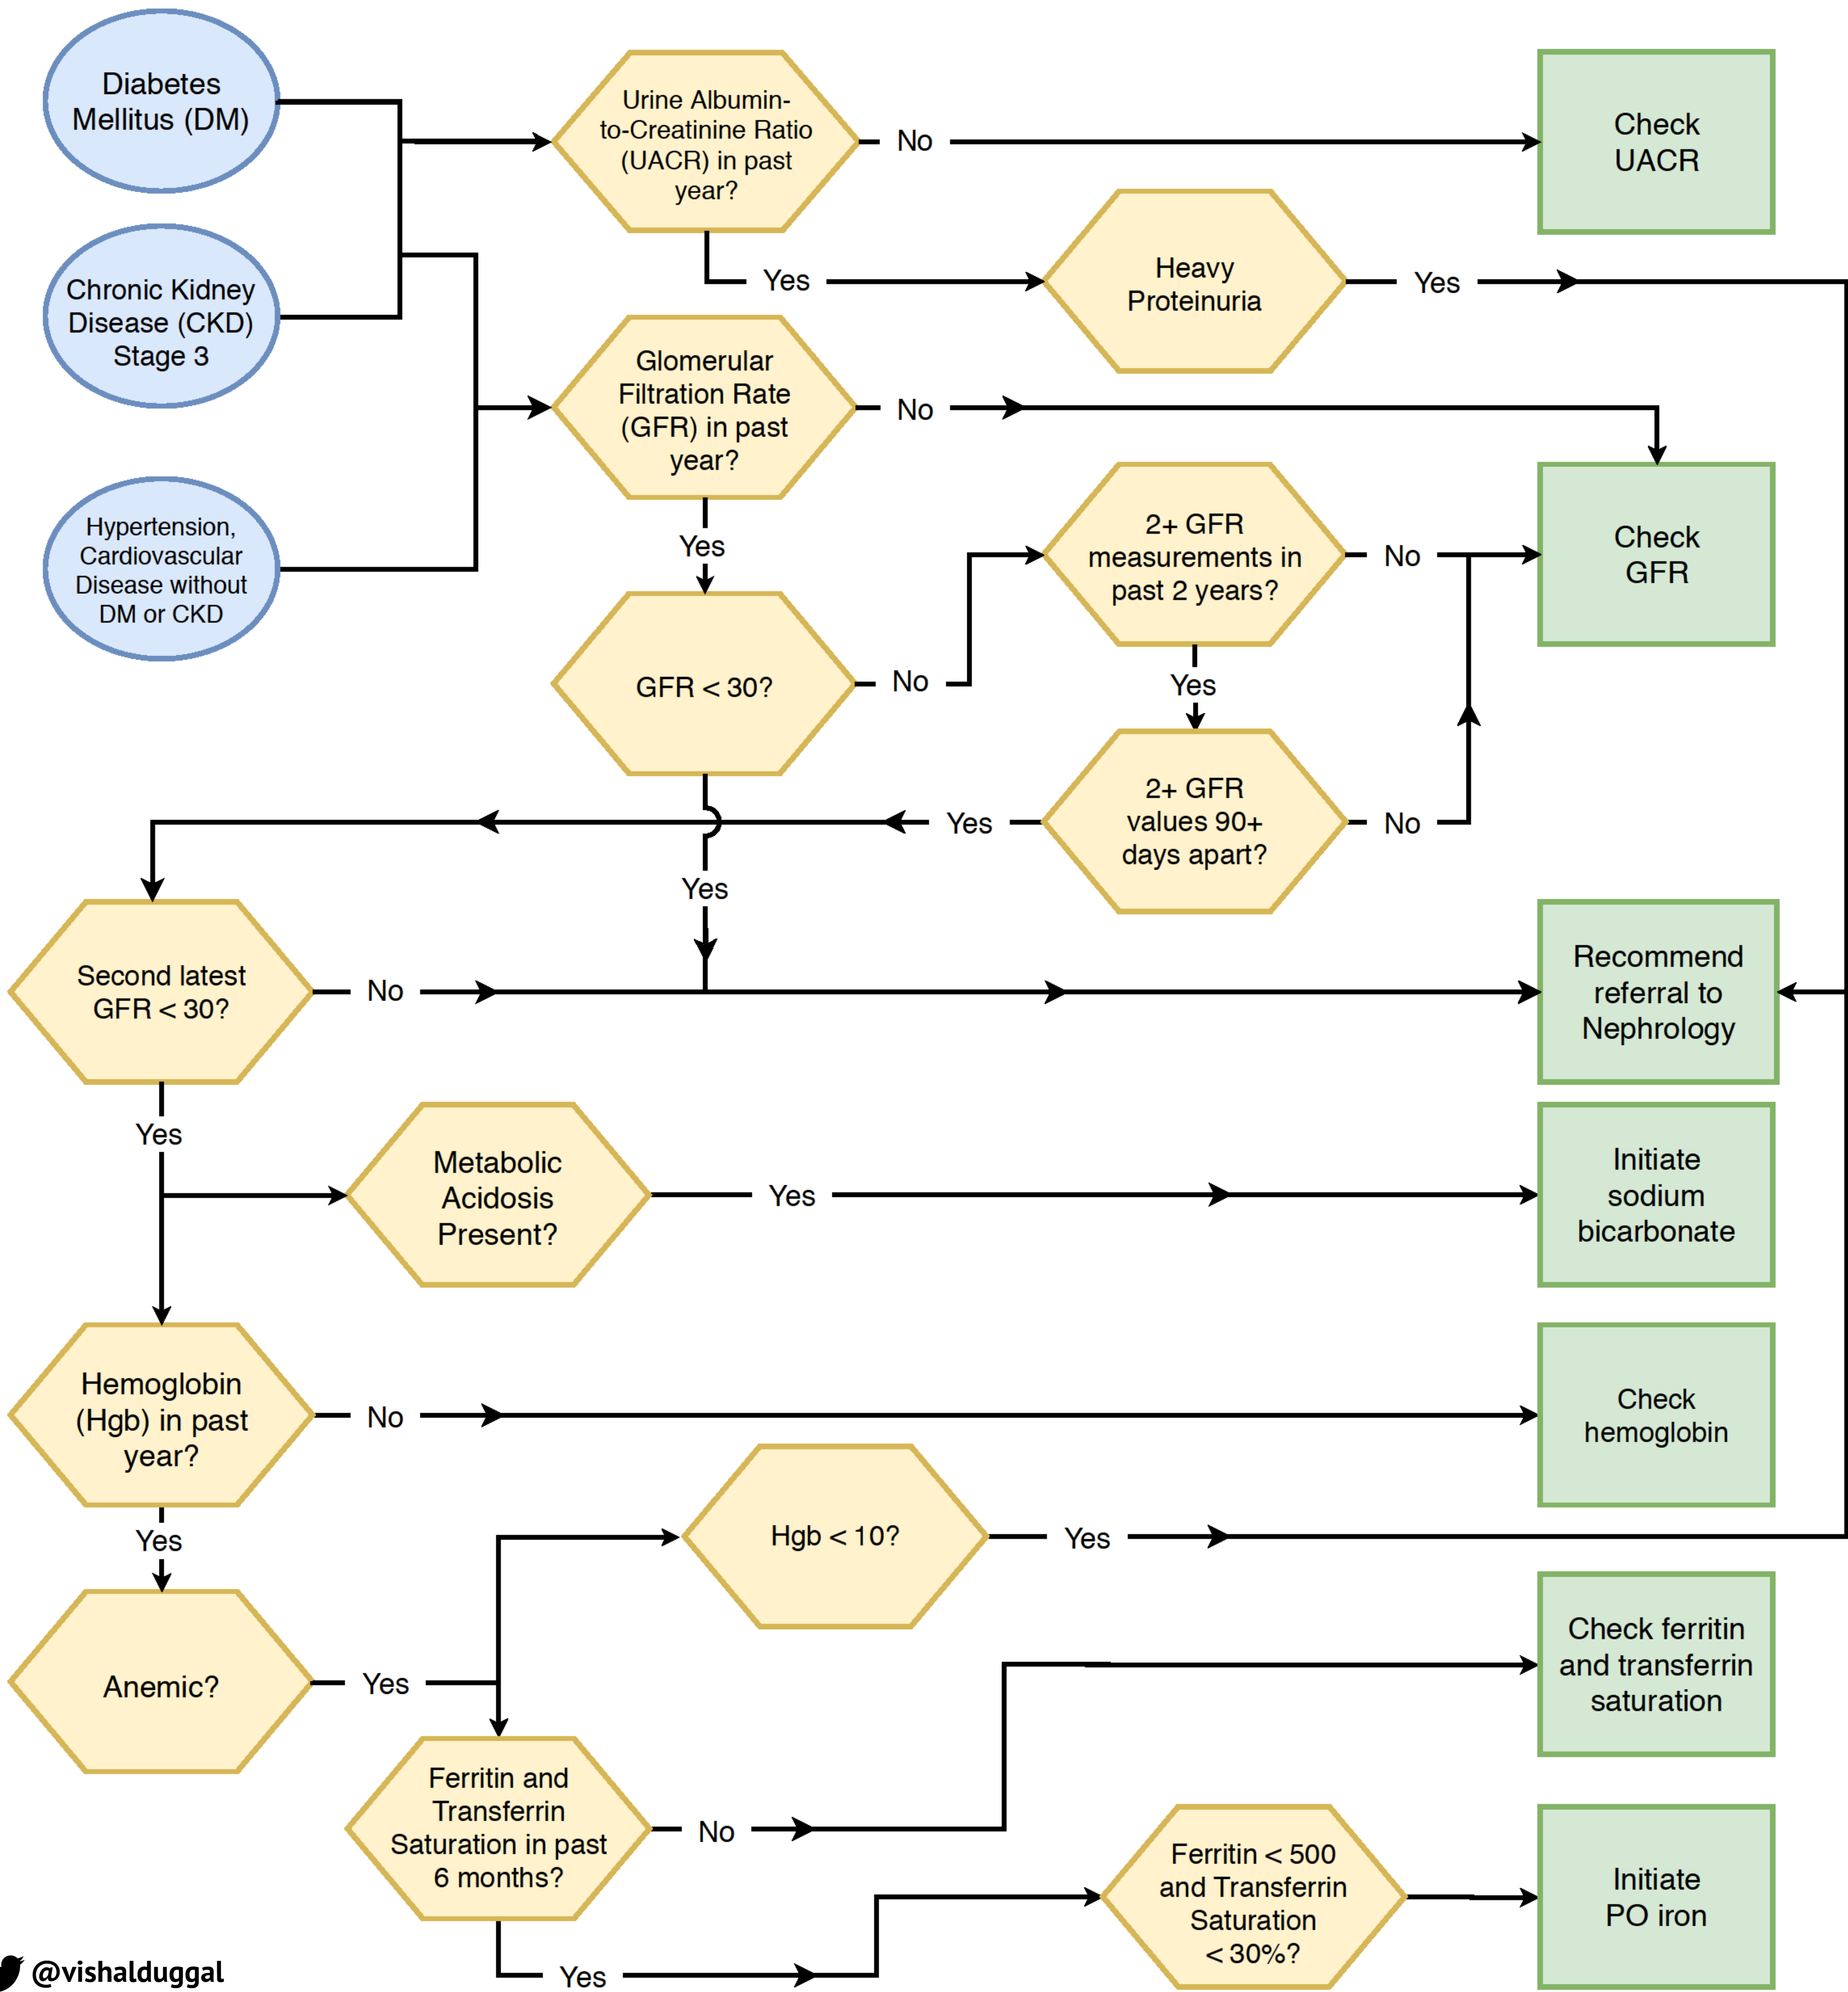 Diabetes
Mellitus (DM)
Urine Albumin-
to-Creatinine Ratio
(UACR) in past
year?
No
Check
UACR
Yes
Heavy
Proteinuria
Yes
Chronic Kidney
Disease (CKD)
Stage 3
Glomerular
Filtration Rate
(GFR) in past
year?
No
Yes
Hypertension,
Cardiovascular
Disease without
DM or CKD
2+ GFR
measurements in
past 2 years?
No
Check
GFR
GFR < 30?
No
Yes
2+ GFR
values 90+
days apart?
No
Yes
Yes
Second latest
GFR < 30?
No
Recommend
referral to
Nephrology
Yes
Metabolic
Acidosis
Present?
Yes
Initiate
sodium
bicarbonate
Hemoglobin
(Hgb) in past
year?
No
Check
hemoglobin
Yes
Hgb < 10?
Yes
Anemic?
Yes
Check ferritin
and transferrin
saturation
Ferritin and
Transferrin
Saturation in past
6 months?
No
Yes
Ferritin < 500
and Transferrin
Saturation
< 30%?
Initiate
PO iron
@vishalduggal